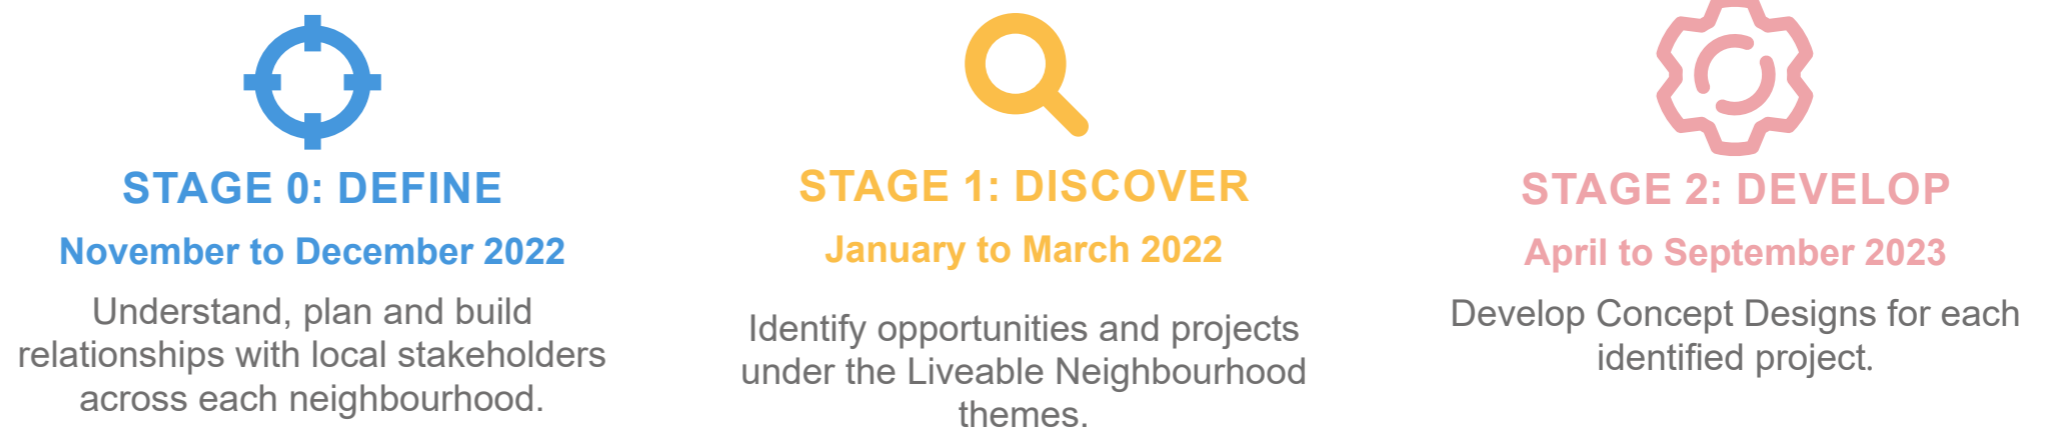 STAGE 0: DEFINE
November to December 2022
Understand, plan and build
relationships with local stakeholders
across each neighbourhood.
STAGE 1: DISCOVER
January to March 2022
Identify opportunities and projects
under the Liveable Neighbourhood
themes.
STAGE 2: DEVELOP
April to September 2023
Develop Concept Designs for each
identified project.